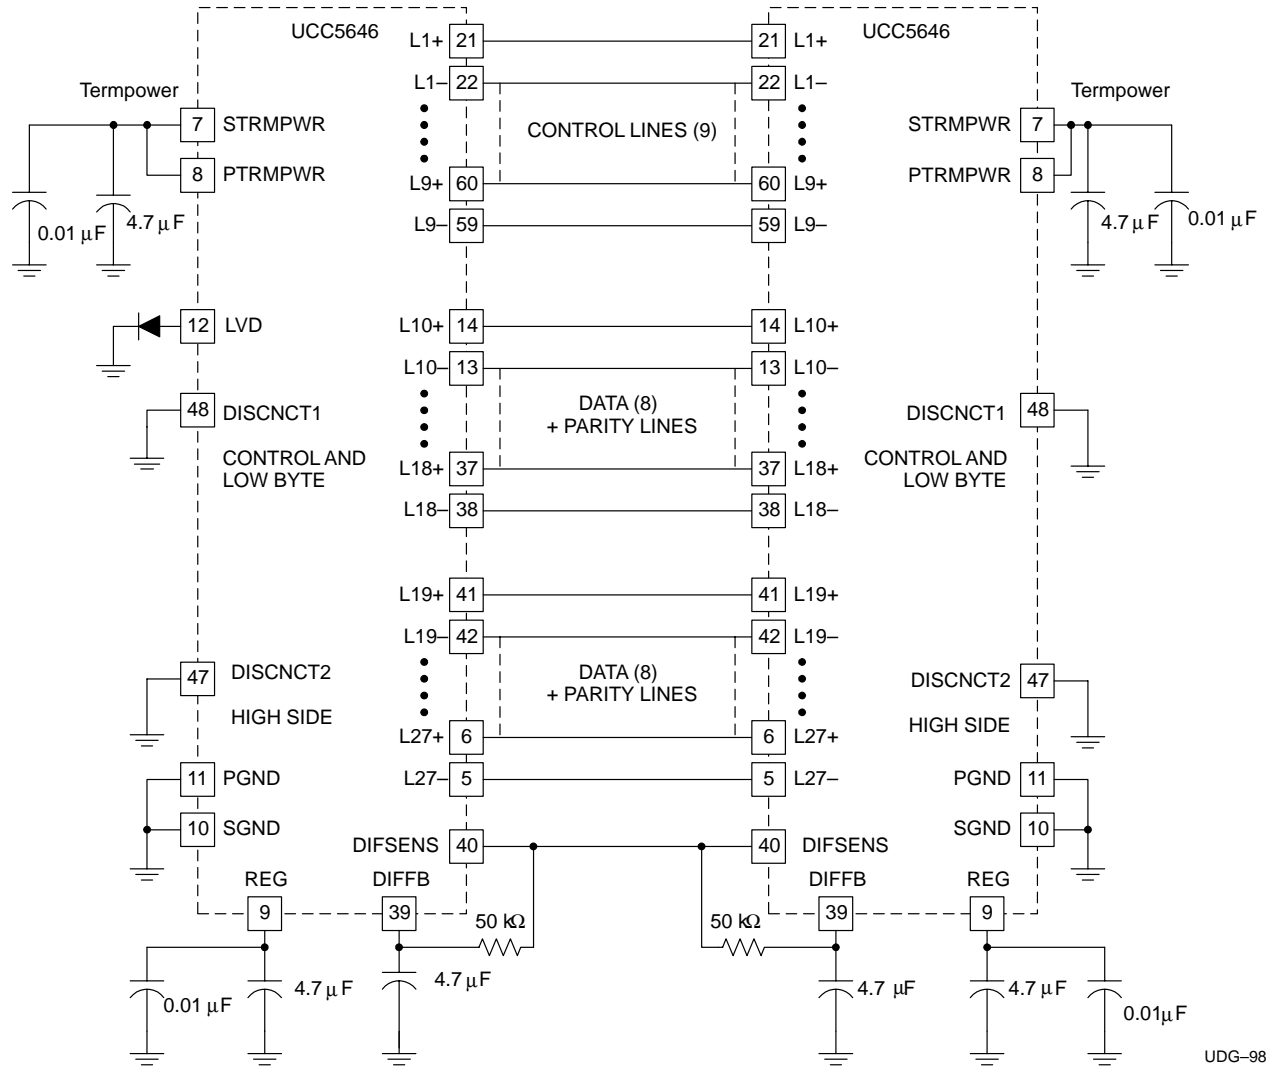 UCC5646
UCC5646
L1+ 21
21 L1+
L1– 22
22 L1–
Termpower
Termpower
7 STRMPWR
STRMPWR 7
CONTROL LINES (9)
8 PTRMPWR
PTRMPWR 8
L9+ 60
60 L9+
0.01 µF
4.7 µF
4.7 µF
0.01 µF
L9– 59
59 L9–
12 LVD
L10+ 14
14 L10+
L10– 13
13 L10–
48 DISCNCT1
DISCNCT1 48
DATA (8)
+ PARITY LINES
CONTROL AND
LOW BYTE
CONTROL AND
LOW BYTE
L18+ 37
37 L18+
L18– 38
38 L18–
L19+ 41
41 L19+
L19– 42
42 L19–
47 DISCNCT2
DISCNCT2 47
DATA (8)
+ PARITY LINES
HIGH SIDE
HIGH SIDE
L27+ 6
6 L27+
11 PGND
PGND 11
L27– 5
5 L27–
10 SGND
SGND 10
DIFSENS 40
40 DIFSENS
REG
DIFFB
DIFFB
REG
9
39
39
9
50 kΩ
50 kΩ
0.01 µF
4.7 µF
4.7 µF
4.7 µF
4.7 µF
0.01µF
UDG–98